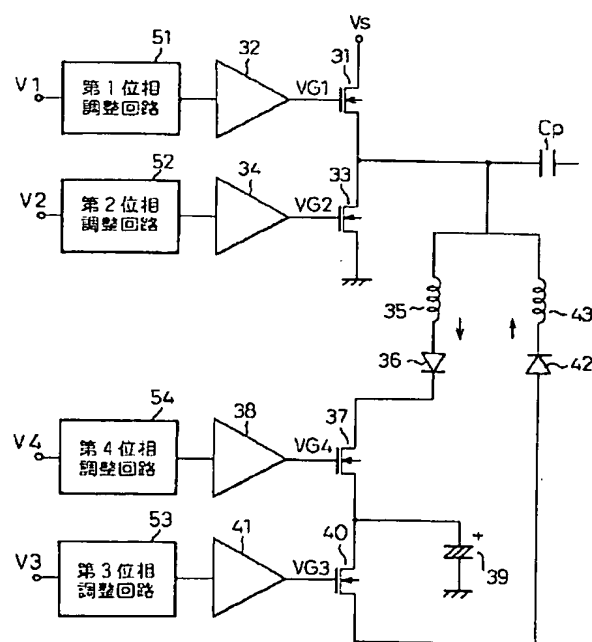 Vs
51
32
31
V1
第1位相
調整回路
VG1
Cp
52
34
33
V2
第2位相
調整回路
VG2
35
43
36
42
54
38
37
V4
第4位相
調整回路
VG4
53
41
40
+
V3
第3位相
調整回路
VG3
39